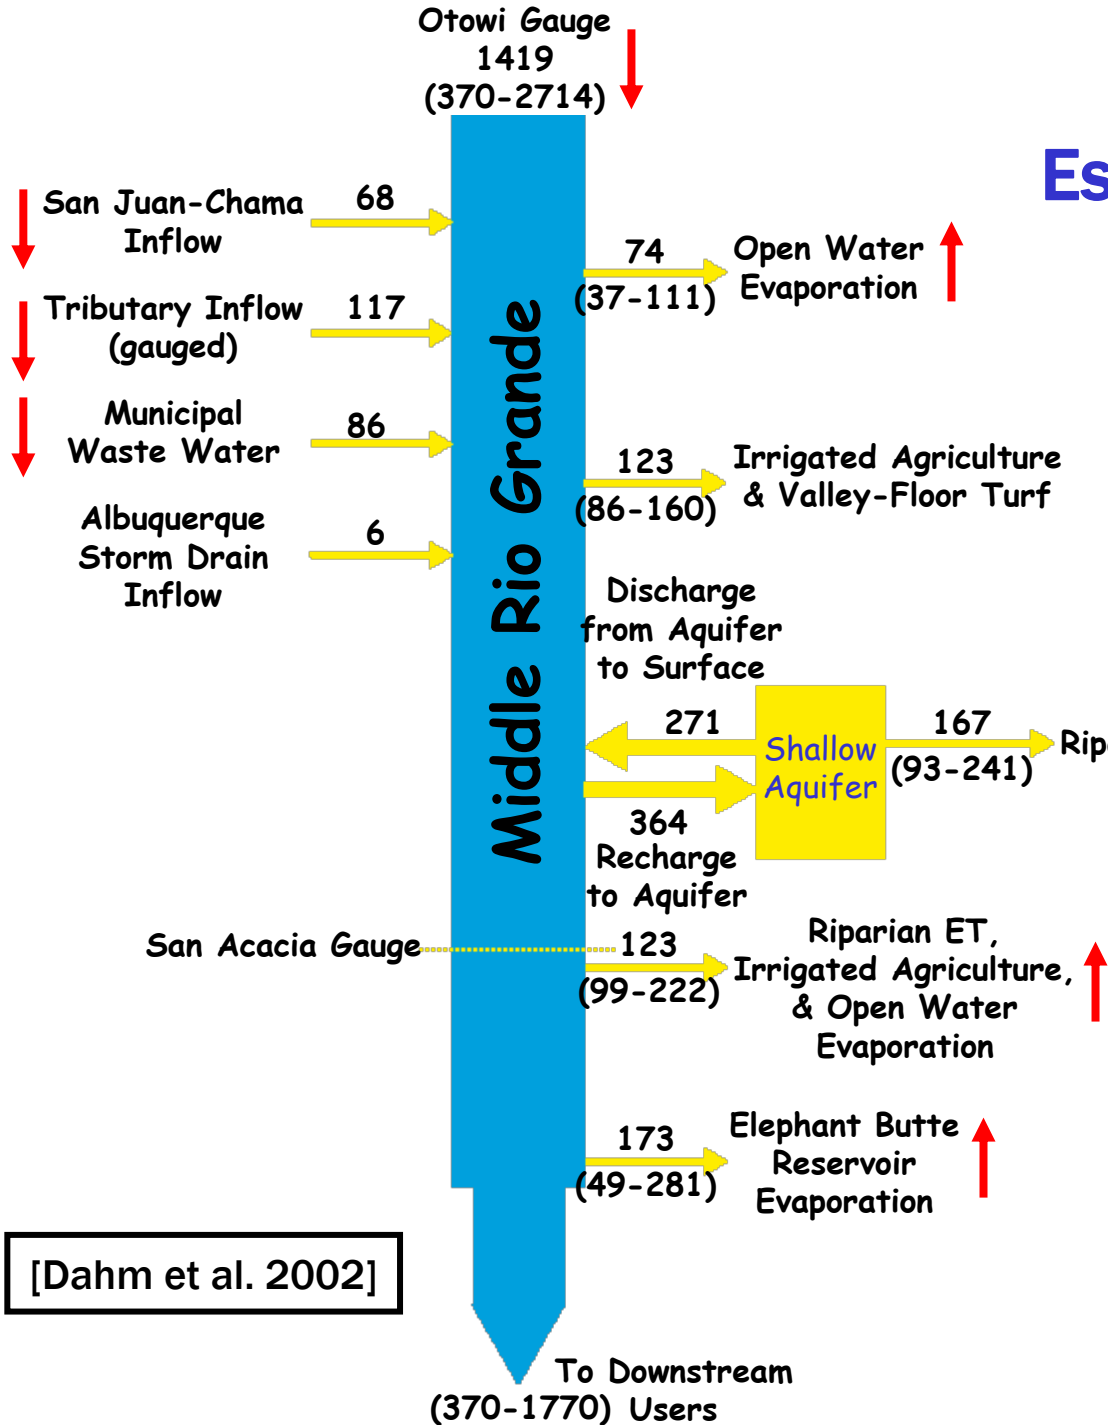 Otowi Gauge
1419
(370-2714)
Es
San Juan-Chama
Inflow
68
74
(37-111)
Open Water
Evaporation
Tributary Inflow
(gauged)
117
Municipal
Waste Water
86
123
(86-160)
Irrigated Agriculture
& Valley-Floor Turf
Albuquerque
Storm Drain
Inflow
6
Middle Rio Grande
Discharge
from Aquifer
to Surface
271
Shallow
Aquifer
167
(93-241)
Ripa
364
Recharge
to Aquifer
San Acacia Gauge
123
(99-222)
Riparian ET,
Irrigated Agriculture,
& Open Water
Evaporation
173
(49-281)
Elephant Butte
Reservoir
Evaporation
[Dahm et al. 2002]
To Downstream
(370-1770) Users